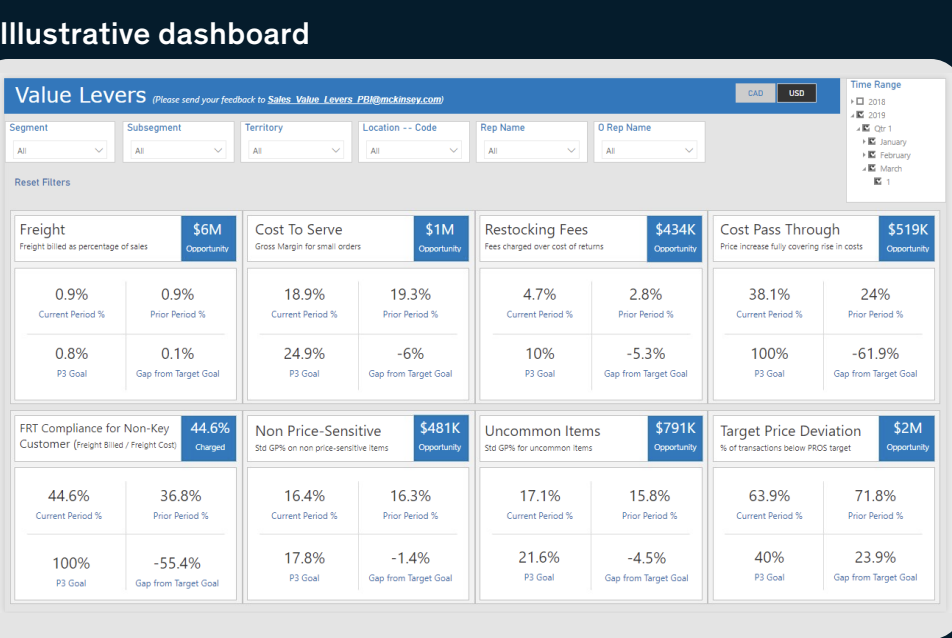 Illustrative dashboard
Value Levers (Please send your feedback to Sales_Value_Levers_PBI@mckinsey.com)
CAD USD
Time Range
2018
2019
Qtr 1
January
February
March
1
Segment Subsegment Territory Location -- Code Rep Name O Rep Name
All All All All All All
Reset Filters
Freight
Freight billed as percentage of sales
$6M
Opportunity
0.9% 0.9%
Current Period % Prior Period %
0.8% 0.1%
P3 Goal Gap from Target Goal
Cost To Serve
Gross Margin for small orders
$1M
Opportunity
18.9% 19.3%
Current Period % Prior Period %
24.9% -6%
P3 Goal Gap from Target Goal
Restocking Fees
Fees charged over cost of returns
$434K
Opportunity
4.7% 2.8%
Current Period % Prior Period %
10% -5.3%
P3 Goal Gap from Target Goal
Cost Pass Through
Price increase fully covering rise in costs
$519K
Opportunity
38.1% 24%
Current Period % Prior Period %
100% -61.9%
P3 Goal Gap from Target Goal
FRT Compliance for Non-Key
Customer (Freight Billed / Freight Cost)
44.6%
Charged
44.6% 36.8%
Current Period % Prior Period %
100% -55.4%
P3 Goal Gap from Target Goal
Non Price-Sensitive
Std GP% on non price-sensitive items
$481K
Opportunity
16.4% 16.3%
Current Period % Prior Period %
17.8% -1.4%
P3 Goal Gap from Target Goal
Uncommon Items
Std GP% for uncommon items
$791K
Opportunity
17.1% 15.8%
Current Period % Prior Period %
21.6% -4.5%
P3 Goal Gap from Target Goal
Target Price Deviation
% of transactions below PROS target
$2M
Opportunity
63.9% 71.8%
Current Period % Prior Period %
40% 23.9%
P3 Goal Gap from Target Goal